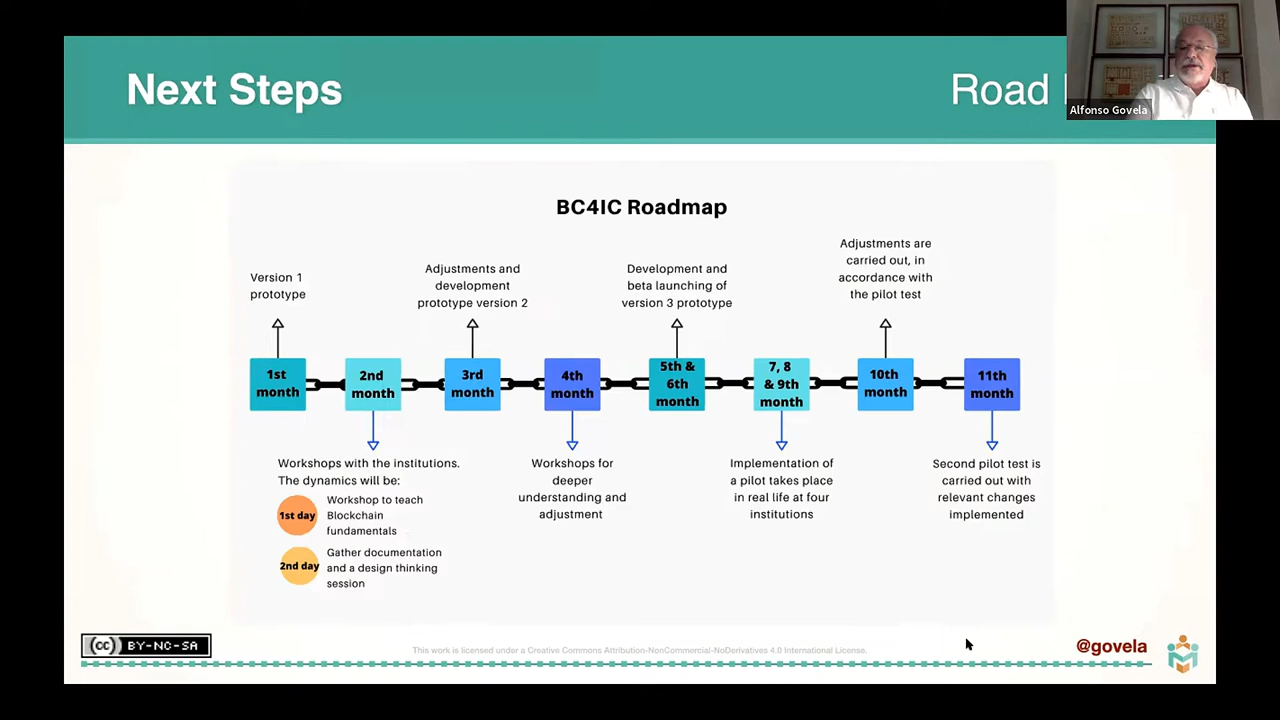 Next Steps
Road
Alfonso Govela
BC4IC Roadmap
Version 1
prototype
Adjustments and
development
prototype version 2
Development and
beta launching of
version 3 prototype
Adjustments are
carried out, in
accordance with
the pilot test
1st
month
2nd
month
3rd
month
4th
month
5th &
6th
month
7, 8
& 9th
month
10th
month
11th
month
Workshops with the institutions.
The dynamics will be:
1st day
Workshop to teach
Blockchain
fundamentals
2nd day
Gather documentation
and a design thinking
session
Workshops for
deeper
understanding and
adjustment
Implementation of
a pilot takes place
in real life at four
institutions
Second pilot test is
carried out with
relevant changes
implemented
cc BY-NC-SA
This work is licensed under a Creative Commons Attribution-NonCommercial-NoDerivatives 4.0 International License.
@govela